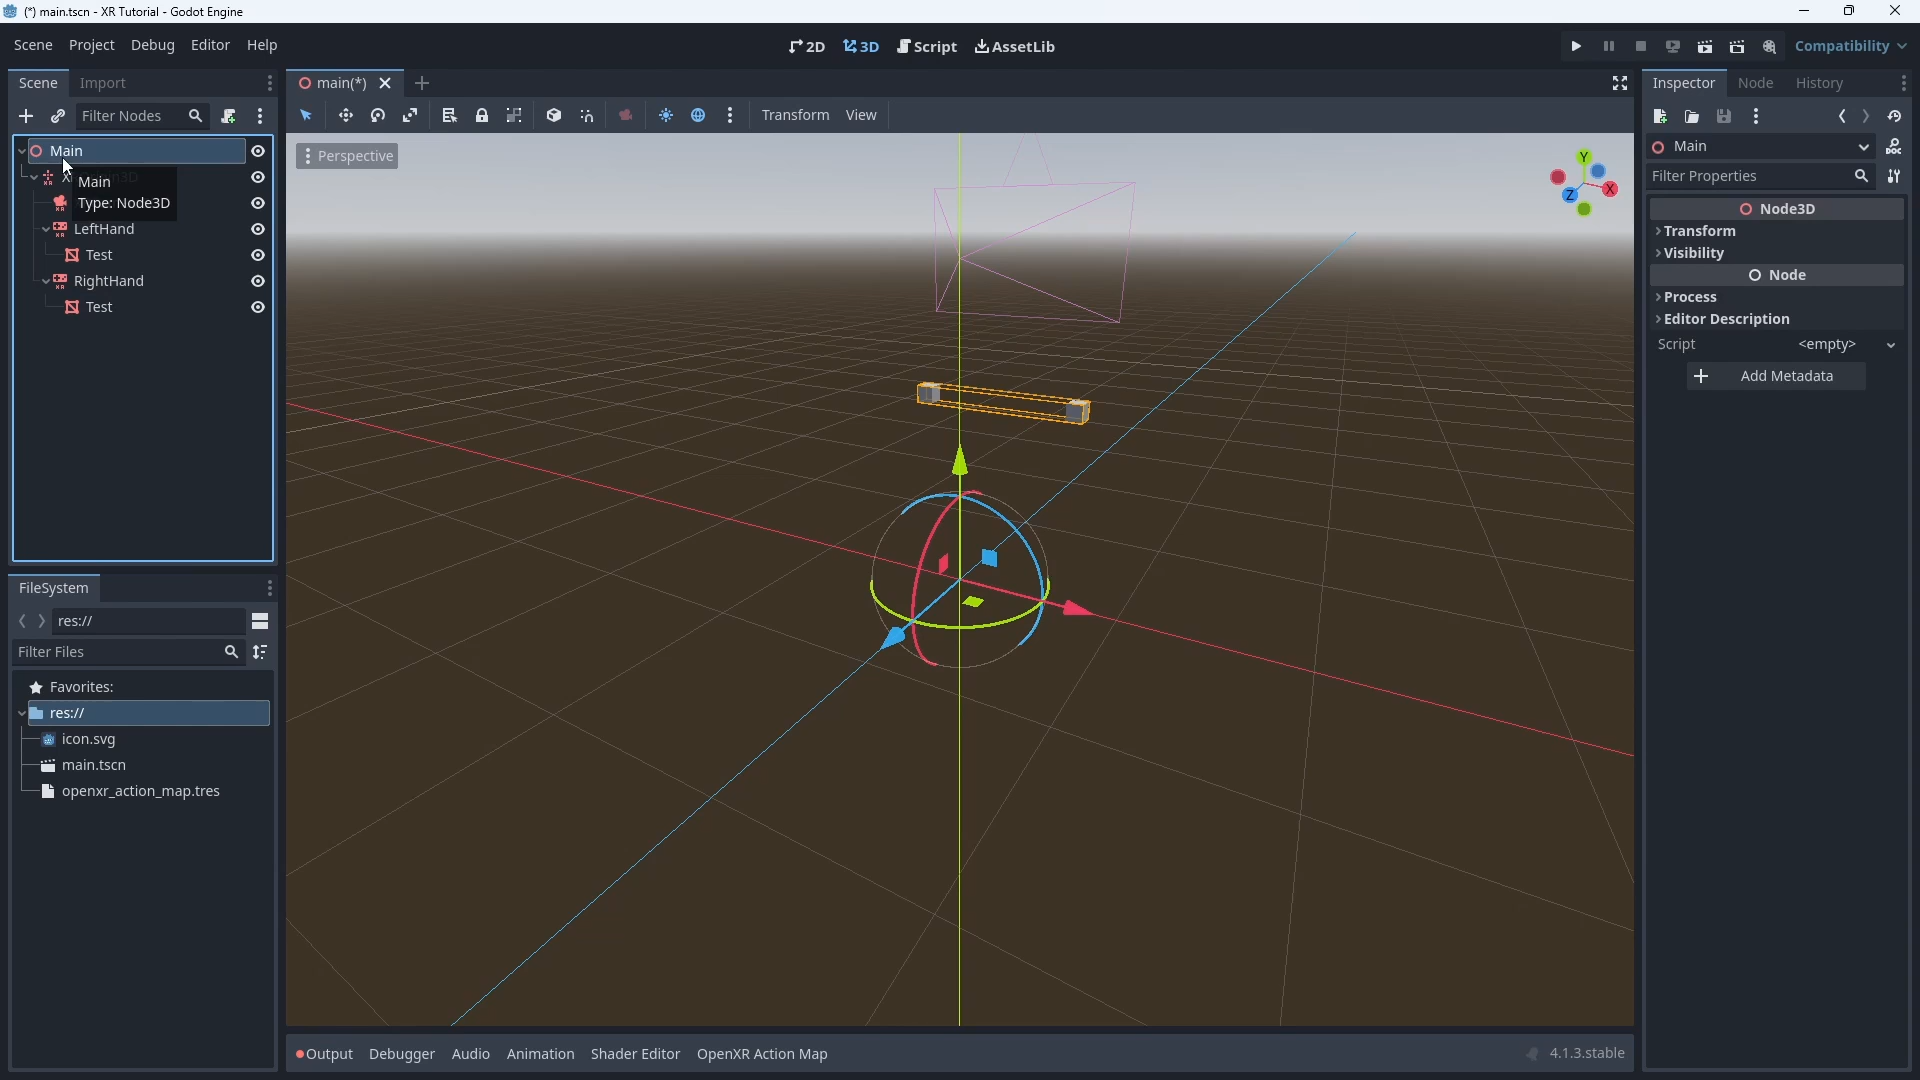 (*) main.tscn - XR Tutorial - Godot Engine
Scene Project Debug Editor Help
2D 3D Script AssetLib
Compatibility
Scene Import
main(*)
Inspector Node History
Filter Nodes
Transform View
Main
Perspective
Main
X
3D
Main
Type: Node3D
LeftHand
Test
RightHand
Test
Filter Properties
Node3D
Transform
Visibility
Node
Process
Editor Description
Script <empty>
Add Metadata
Y
X
Z
FileSystem
res://
Filter Files
Favorites:
res://
icon.svg
main.tscn
openxr_action_map.tres
Output Debugger Audio Animation Shader Editor OpenXR Action Map
4.1.3.stable